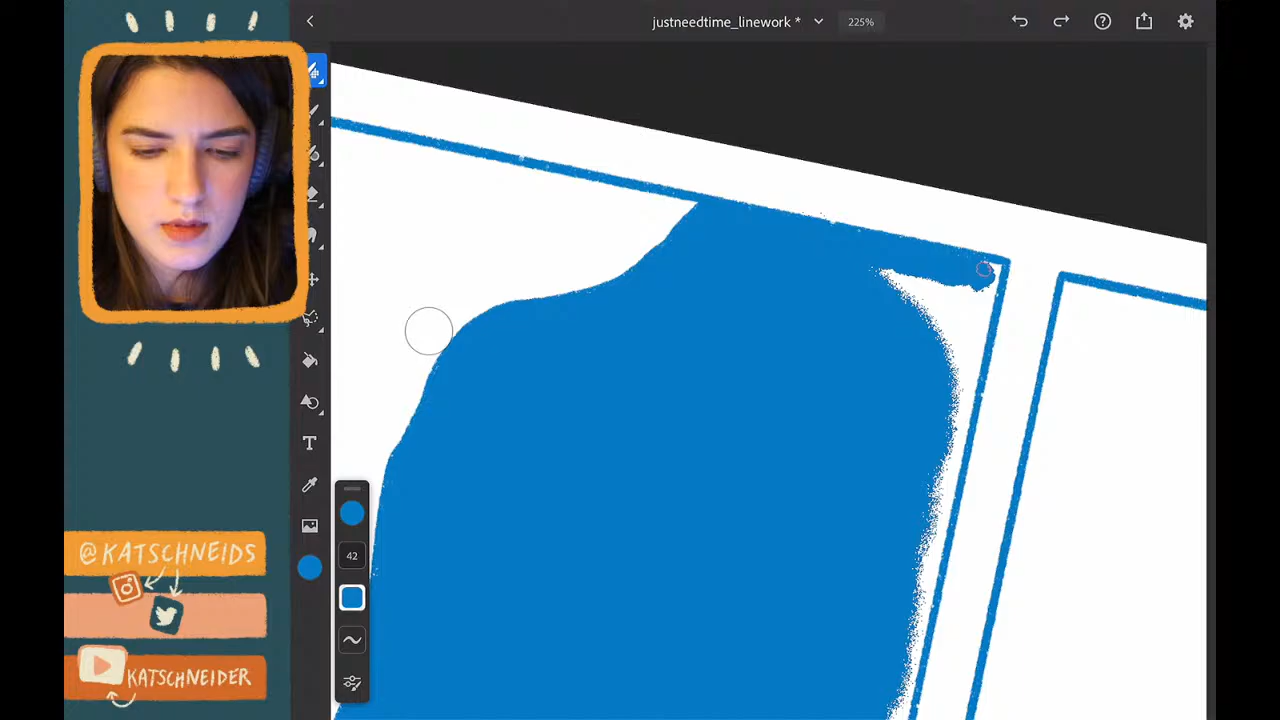 justneedtime_linework *
225%
T
42
@KATSCHNEIDS
KATSCHNEIDER